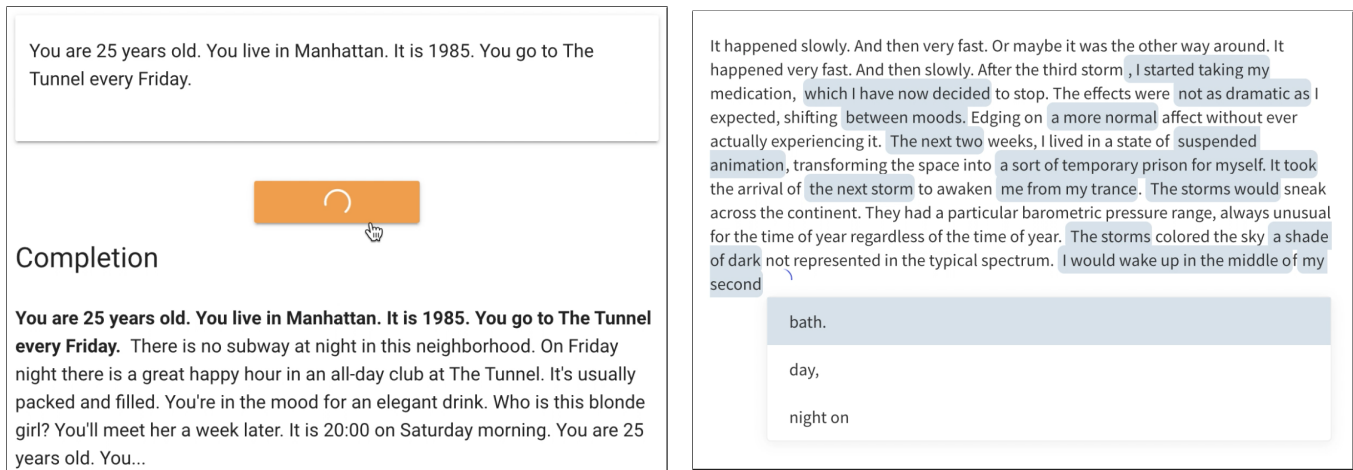 You are 25 years old. You live in Manhattan. It is 1985. You go to The
Tunnel every Friday.
Completion
You are 25 years old. You live in Manhattan. It is 1985. You go to The Tunnel
every Friday. There is no subway at night in this neighborhood. On Friday
night there is a great happy hour in an all-day club at The Tunnel. It's usually
packed and filled. You're in the mood for an elegant drink. Who is this blonde
girl? You'll meet her a week later. It is 20:00 on Saturday morning. You are 25
years old. You...
It happened slowly. And then very fast. Or maybe it was the other way around. It
happened very fast. And then slowly. After the third storm , I started taking my
medication, which I have now decided to stop. The effects were not as dramatic as I
expected, shifting between moods. Edging on a more normal affect without ever
actually experiencing it. The next two weeks, I lived in a state of suspended
animation, transforming the space into a sort of temporary prison for myself. It took
the arrival of the next storm to awaken me from my trance. The storms would sneak
across the continent. They had a particular barometric pressure range, always unusual
for the time of year regardless of the time of year. The storms colored the sky a shade
of dark not represented in the typical spectrum. I would wake up in the middle of my
second
bath.
day,
night on